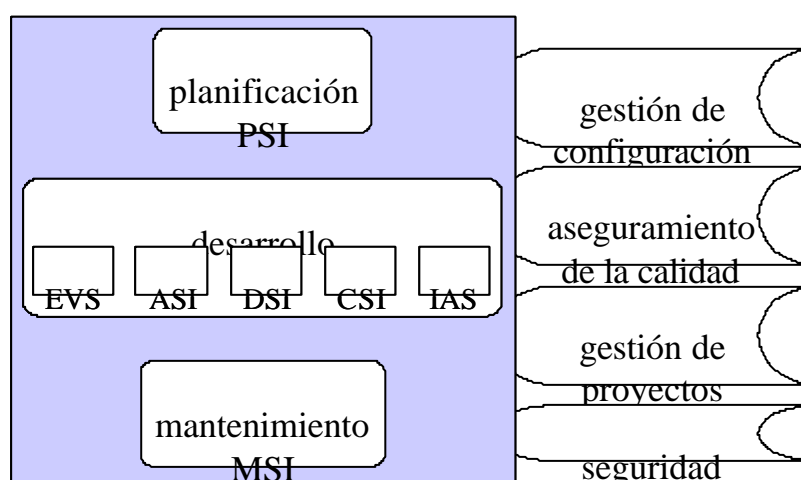 planificación
PSI
desarrollo
EVS ASI DSI CSI IAS
mantenimiento
MSI
gestión de
configuración
aseguramiento
de la calidad
gestión de
proyectos
seguridad